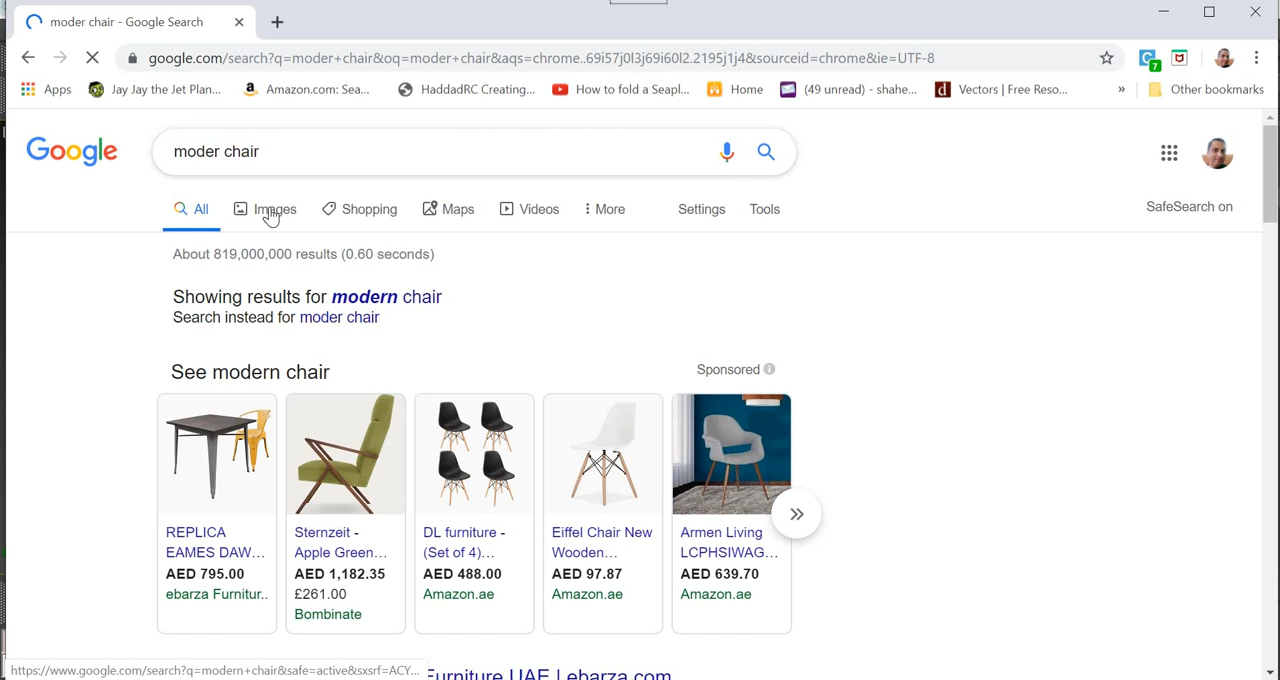 moder chair - Google Search
google.com/search?q=moder+chair&oq=moder+chair&aqs=chrome..69i57j0l3j69i60l2.2195j1j4&sourceid=chrome&ie=UTF-8
7
Apps Jay Jay the Jet Plan... Amazon.com: Sea... HaddadRC Creating... How to fold a Seapl... Home (49 unread) - shahe... Vectors | Free Reso... » Other bookmarks
Google
moder chair
All Images Shopping Maps Videos More Settings Tools SafeSearch on
About 819,000,000 results (0.60 seconds)
Showing results for modern chair
Search instead for moder chair
See modern chair
Sponsored
REPLICA
EAMES DAW...
AED 795.00
ebarza Furnitur..
Sternzeit -
Apple Green...
AED 1,182.35
£261.00
Bombinate
DL furniture -
(Set of 4)...
AED 488.00
Amazon.ae
Eiffel Chair New
Wooden...
AED 97.87
Amazon.ae
Armen Living
LCPHSIWAG...
AED 639.70
Amazon.ae
https://www.google.com/search?q=modern+chair&safe=active&sxsrf=ACY...
Furniture UAE | ebarza.com